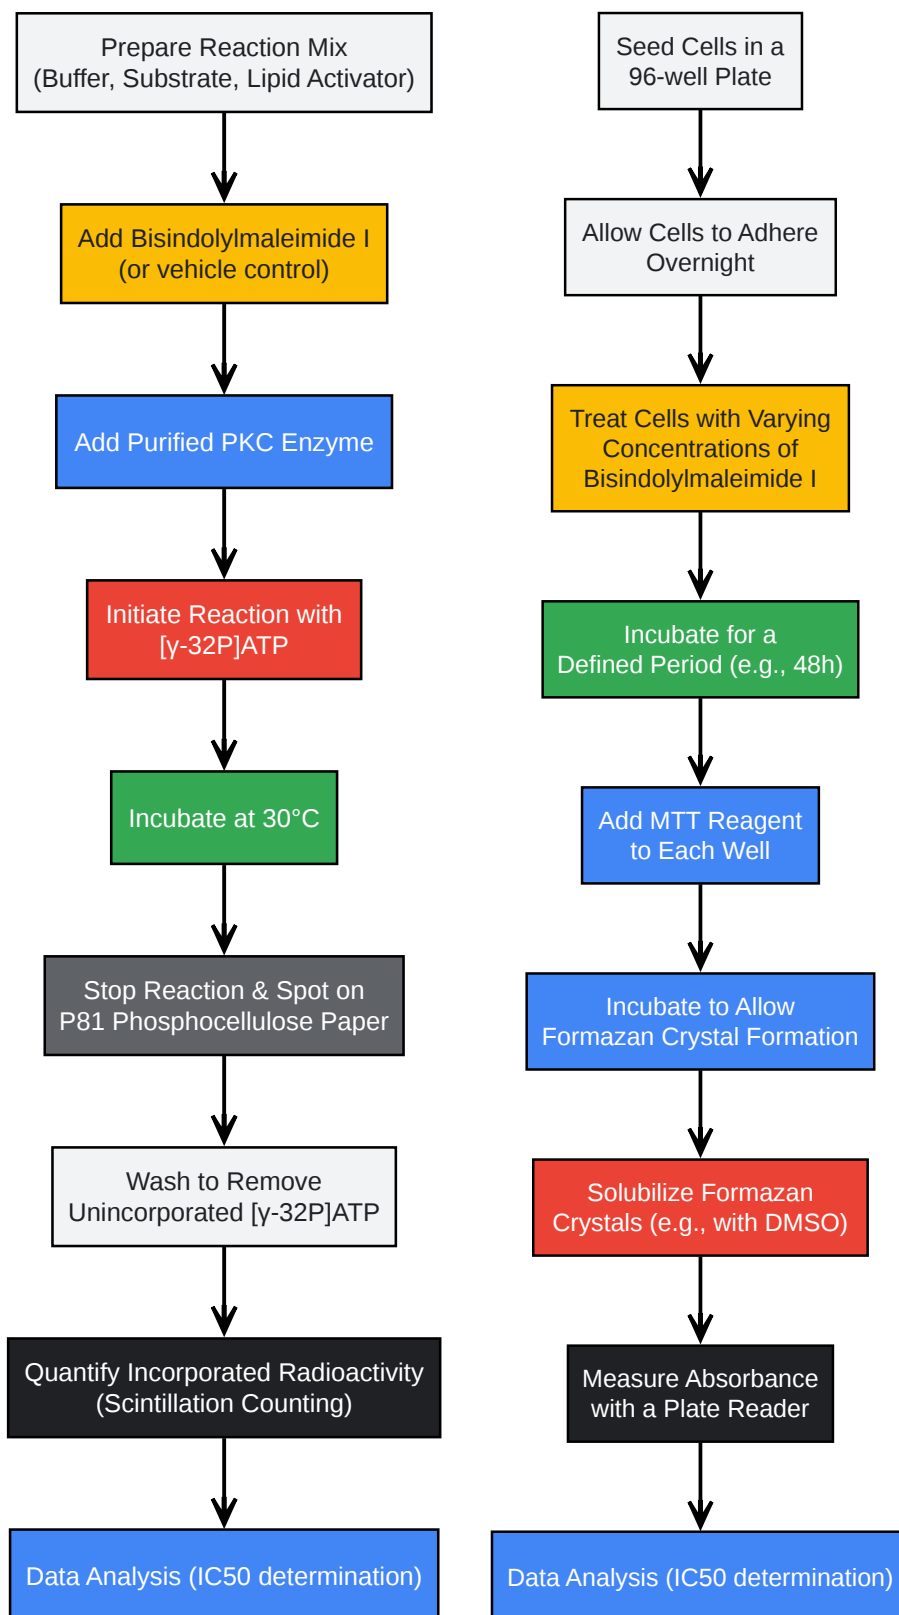 Prepare Reaction Mix
(Buffer, Substrate, Lipid Activator)
Add Bisindolylmaleimide I
(or vehicle control)
Add Purified PKC Enzyme
Initiate Reaction with
[γ-32P]ATP
Incubate at 30°C
Stop Reaction & Spot on
P81 Phosphocellulose Paper
Wash to Remove
Unincorporated [γ-32P]ATP
Quantify Incorporated Radioactivity
(Scintillation Counting)
Data Analysis (IC50 determination)
Seed Cells in a
96-well Plate
Allow Cells to Adhere
Overnight
Treat Cells with Varying
Concentrations of
Bisindolylmaleimide I
Incubate for a
Defined Period (e.g., 48h)
Add MTT Reagent
to Each Well
Incubate to Allow
Formazan Crystal Formation
Solubilize Formazan
Crystals (e.g., with DMSO)
Measure Absorbance
with a Plate Reader
Data Analysis (IC50 determination)